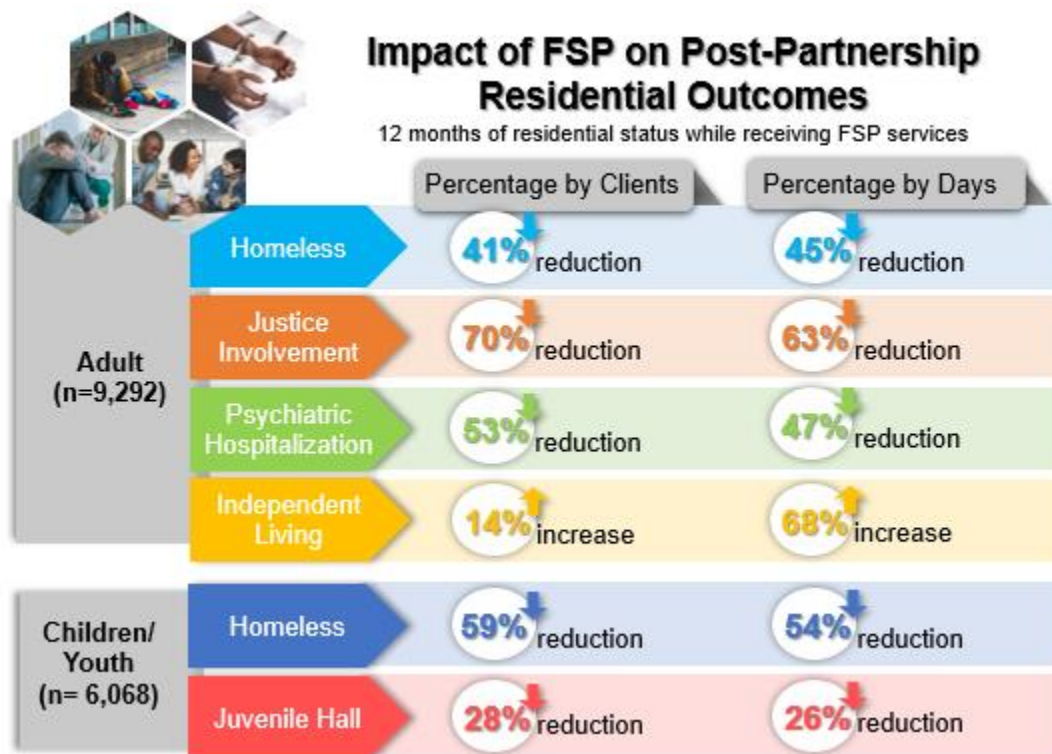 Impact of FSP on Post-Partnership
Residential Outcomes
12 months of residential status while receiving FSP services
Percentage by Clients
Percentage by Days
Adult
(n=9,292)
Homeless
41% reduction
45% reduction
Justice
Involvement
70% reduction
63% reduction
Psychiatric
Hospitalization
53% reduction
47% reduction
Independent
Living
14% increase
68% increase
Children/
Youth
(n= 6,068)
Homeless
59% reduction
54% reduction
Juvenile Hall
28% reduction
26% reduction